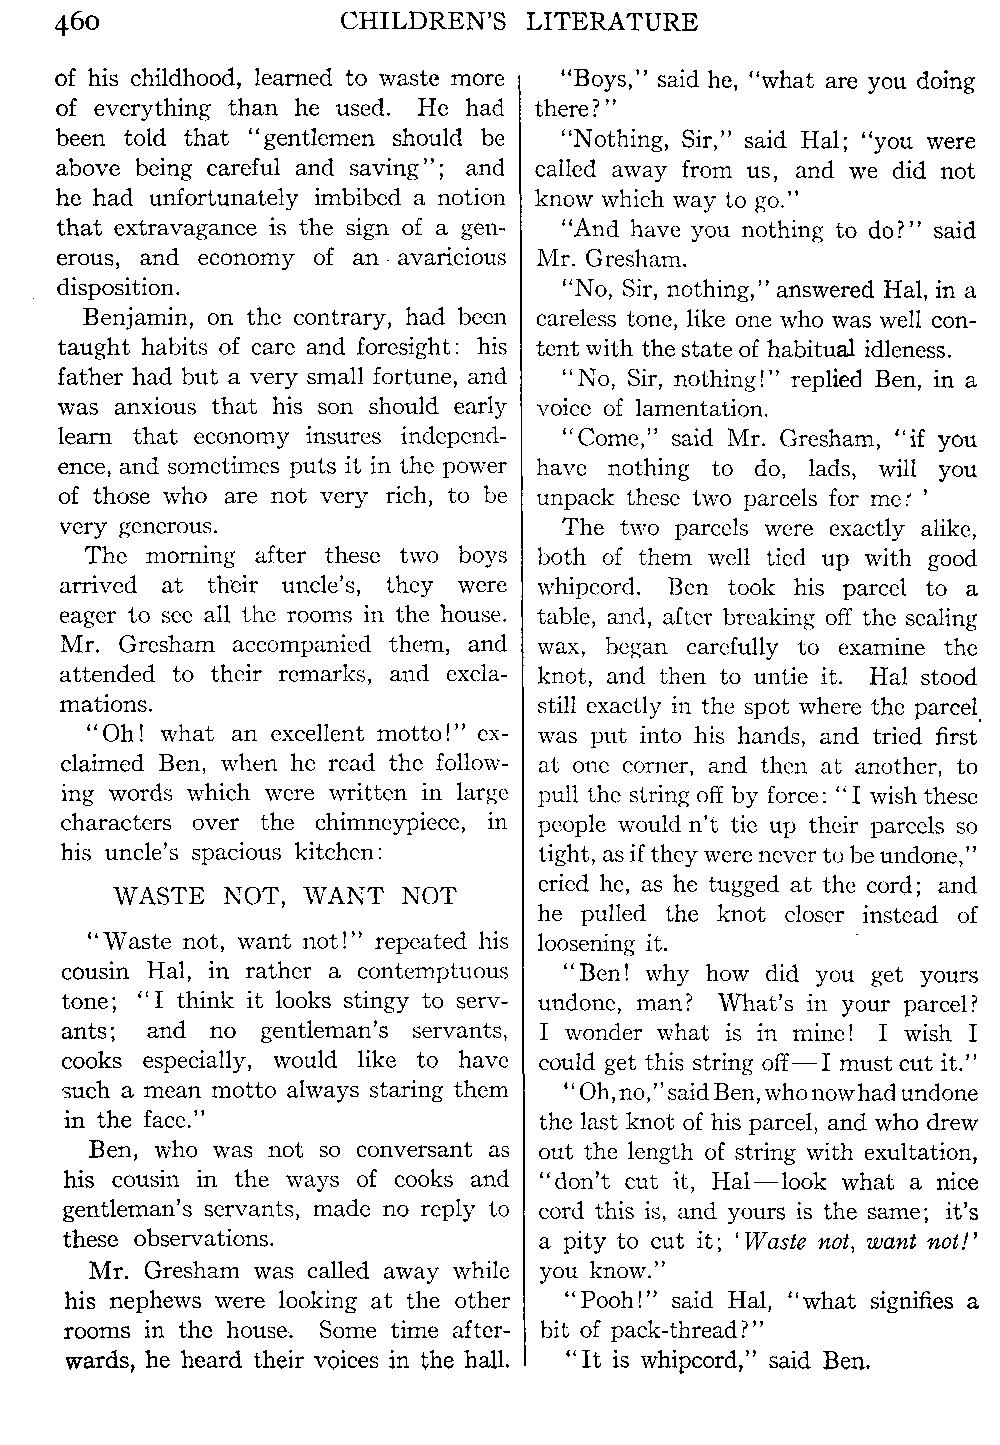 460 CHILDREN'S LITERATURE
of his childhood, learned to waste more
of everything than he used. He had
been told that "gentlemen should be
above being careful and saving"; and
he had unfortunately imbibed a notion
that extravagance is the sign of a gen-
erous, and economy of an avaricious
disposition.
Benjamin, on the contrary, had been
taught habits of care and foresight: his
father had but a very small fortune, and
was anxious that his son should early
learn that economy insures independ-
ence, and sometimes puts it in the power
of those who are not very rich, to be
very generous.
The morning after these two boys
arrived at their uncle's, they were
eager to see all the rooms in the house.
Mr. Gresham accompanied them, and
attended to their remarks, and excla-
mations.
"Oh! what an excellent motto!" ex-
claimed Ben, when he read the follow-
ing words which were written in large
characters over the chimneypiece, in
his uncle's spacious kitchen:
WASTE NOT, WANT NOT
"Waste not, want not!" repeated his
cousin Hal, in rather a contemptuous
tone; "I think it looks stingy to serv-
ants; and no gentleman's servants,
cooks especially, would like to have
such a mean motto always staring them
in the face."
Ben, who was not so conversant as
his cousin in the ways of cooks and
gentleman's servants, made no reply to
these observations.
Mr. Gresham was called away while
his nephews were looking at the other
rooms in the house. Some time after-
wards, he heard their voices in the hall.
"Boys," said he, "what are you doing
there?"
"Nothing, Sir," said Hal; "you were
called away from us, and we did not
know which way to go."
"And have you nothing to do?" said
Mr. Gresham.
"No, Sir, nothing," answered Hal, in a
careless tone, like one who was well con-
tent with the state of habitual idleness.
"No, Sir, nothing!" replied Ben, in a
voice of lamentation.
"Come," said Mr. Gresham, "if you
have nothing to do, lads, will you
unpack these two parcels for me?"
The two parcels were exactly alike,
both of them well tied up with good
whipcord. Ben took his parcel to a
table, and, after breaking off the sealing
wax, began carefully to examine the
knot, and then to untie it. Hal stood
still exactly in the spot where the parcel
was put into his hands, and tried first
at one corner, and then at another, to
pull the string off by force: "I wish these
people would n't tie up their parcels so
tight, as if they were never to be undone,"
cried he, as he tugged at the cord; and
he pulled the knot closer instead of
loosening it.
"Ben! why how did you get yours
undone, man? What's in your parcel?
I wonder what is in mine! I wish I
could get this string off—I must cut it."
"Oh, no," said Ben, who now had undone
the last knot of his parcel, and who drew
out the length of string with exultation,
"don't cut it, Hal—look what a nice
cord this is, and yours is the same; it's
a pity to cut it; 'Waste not, want not!'
you know."
"Pooh!" said Hal, "what signifies a
bit of pack-thread?"
"It is whipcord," said Ben.